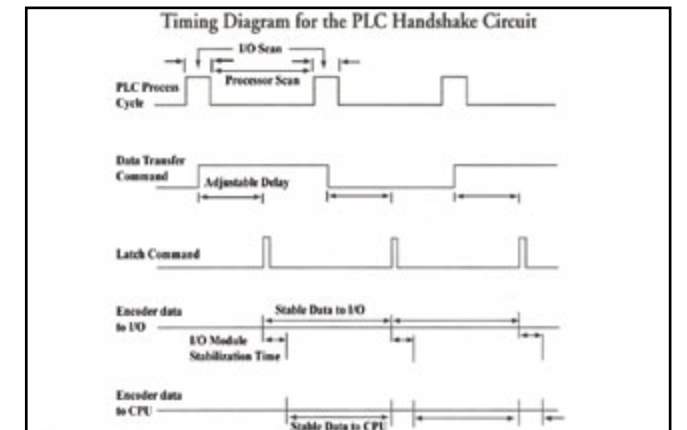 Timing Diagram for the PLC Handshake Circuit
I/O Scan
Processor Scan
PLC Process
Cycle
Data Transfer
Command
Adjustable Delay
Latch Command
Encoder data
to I/O
Stable Data to I/O
I/O Module
Stabilization Time
Encoder data
to CPU
Stable Data to CPU